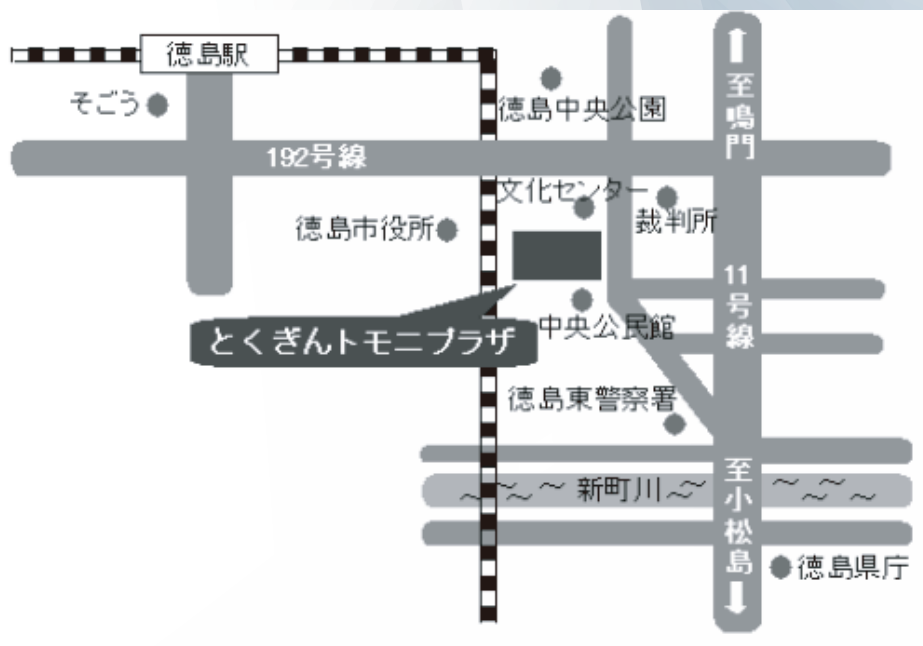 徳島駅
そごう
徳島中央公園
↑至鳴門
192号線
文化センター
裁判所
徳島市役所
11号線
とくぎんトモニプラザ
中央公民館
徳島東警察署
新町川
至小松島↓
徳島県庁